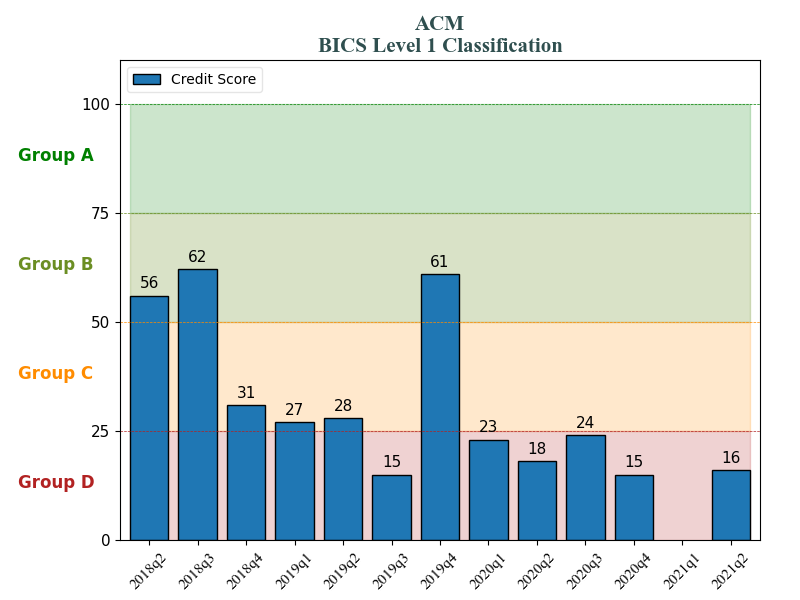 ACM
BICS Level 1 Classification
Credit Score
100
Group A
75
62
61
Group B
56
50
Group C
31
27
28
25
23
24
18
15
15
16
Group D
0
2018q2 2018q3 2018q4 2019q1 2019q2 2019q3 2019q4 2020q1 2020q2 2020q3 2020q4 2021q1 2021q2